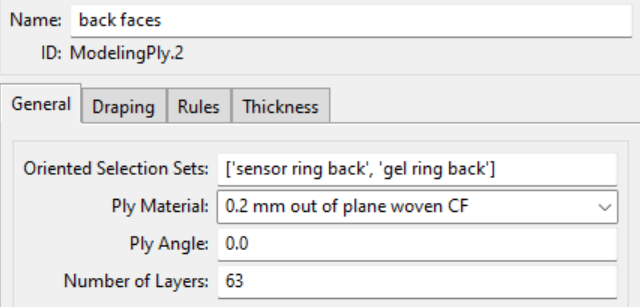 Name: back faces
ID: ModelingPly.2
General Draping Rules Thickness
Oriented Selection Sets: ['sensor ring back', 'gel ring back']
Ply Material: 0.2 mm out of plane woven CF
Ply Angle: 0.0
Number of Layers: 63